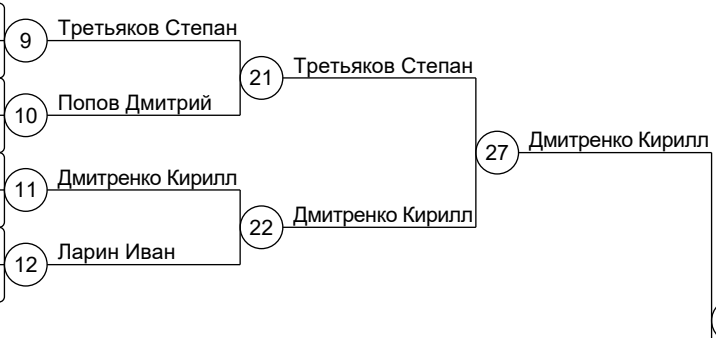 9
Третьяков Степан
21
Третьяков Степан
10
Попов Дмитрий
27
Дмитренко Кирилл
11
Дмитренко Кирилл
22
Дмитренко Кирилл
12
Ларин Иван